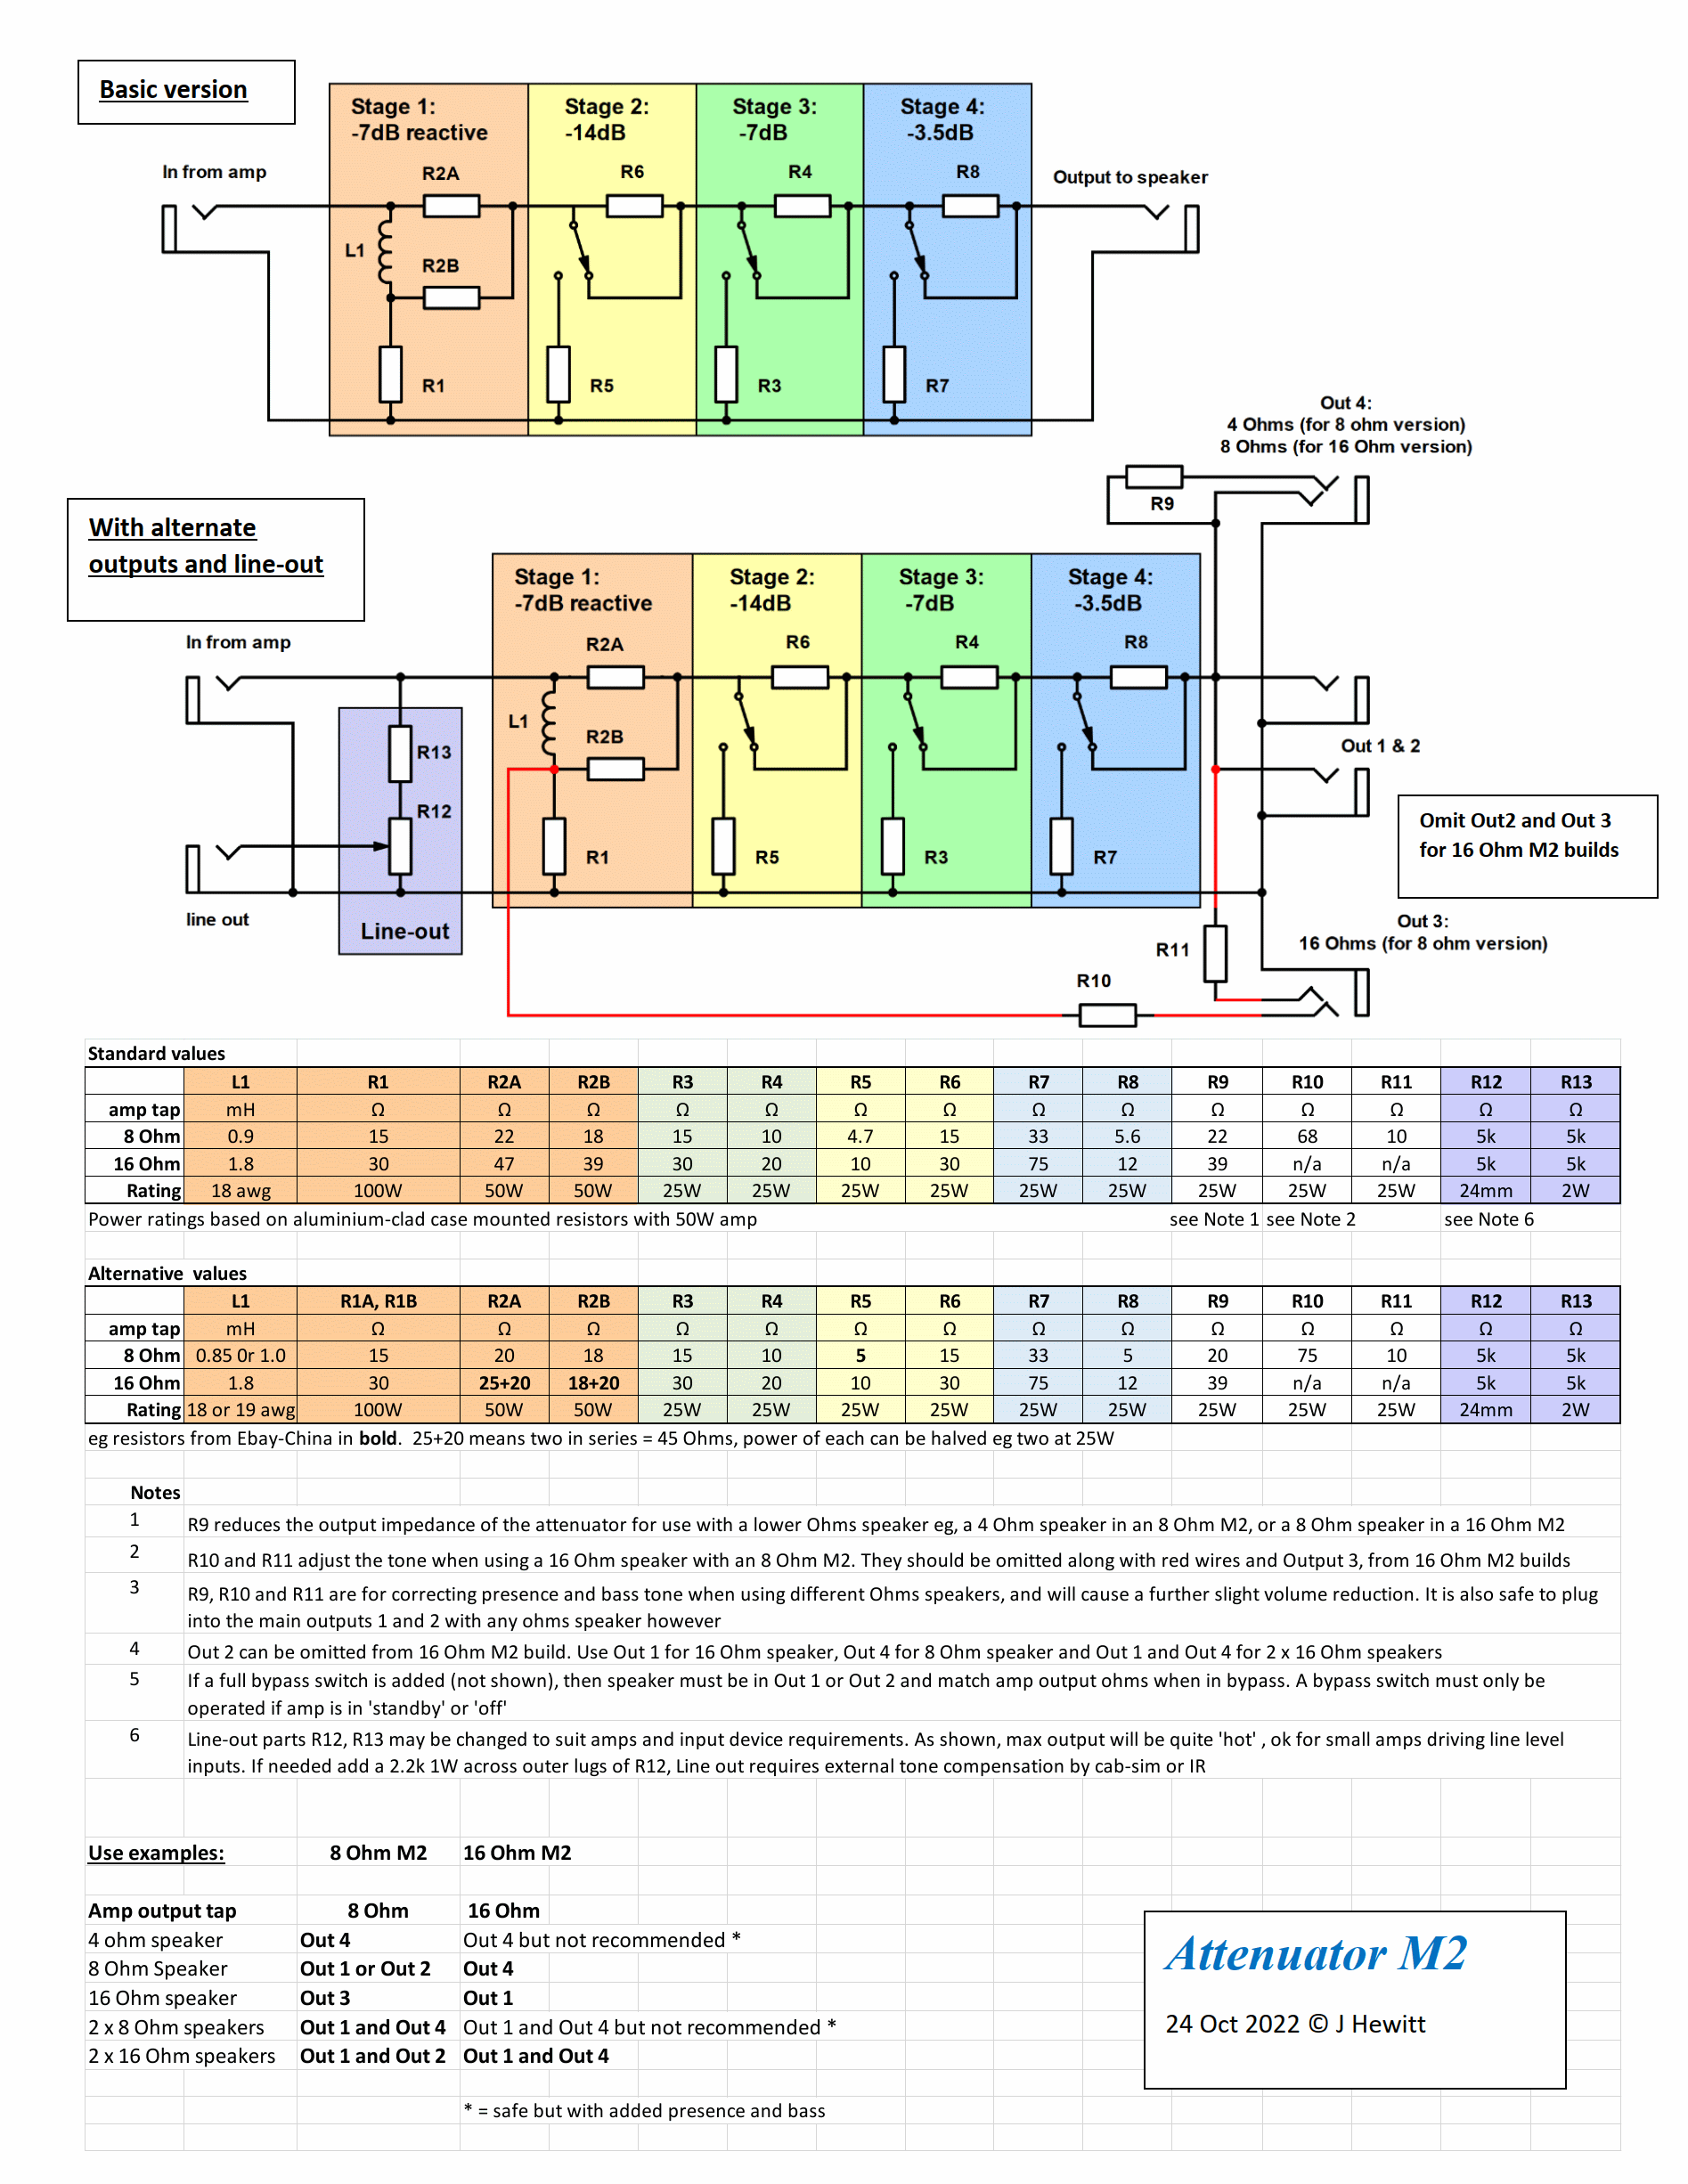 Basic version
Stage 1:
-7dB reactive
Stage 2:
-14dB
Stage 3:
-7dB
Stage 4:
-3.5dB
In from amp
R2A
R6
R4
R8
Output to speaker
L1
R2B
R1
R5
R3
R7
Out 4:
4 Ohms (for 8 ohm version)
8 Ohms (for 16 Ohm version)
R9
With alternate
outputs and line-out
Stage 1:
-7dB reactive
Stage 2:
-14dB
Stage 3:
-7dB
Stage 4:
-3.5dB
In from amp
R2A
R6
R4
R8
L1
R2B
R13
R12
Out 1 & 2
R1
R5
R3
R7
Omit Out2 and Out 3
for 16 Ohm M2 builds
line out
Line-out
Out 3:
16 Ohms (for 8 ohm version)
R11
R10
Standard values
L1 R1 R2A R2B R3 R4 R5 R6 R7 R8 R9 R10 R11 R12 R13
amp tap mH Ω Ω Ω Ω Ω Ω Ω Ω Ω Ω Ω Ω Ω Ω
8 Ohm 0.9 15 22 18 15 10 4.7 15 33 5.6 22 68 10 5k 5k
16 Ohm 1.8 30 47 39 30 20 10 30 75 12 39 n/a n/a 5k 5k
Rating 18 awg 100W 50W 50W 25W 25W 25W 25W 25W 25W 25W 25W 25W 24mm 2W
Power ratings based on aluminium-clad case mounted resistors with 50W amp see Note 1 see Note 2 see Note 6
Alternative values
L1 R1A, R1B R2A R2B R3 R4 R5 R6 R7 R8 R9 R10 R11 R12 R13
amp tap mH Ω Ω Ω Ω Ω Ω Ω Ω Ω Ω Ω Ω Ω Ω
8 Ohm 0.85 0r 1.0 15 20 18 15 10 5 15 33 5 20 75 10 5k 5k
16 Ohm 1.8 30 25+20 18+20 30 20 10 30 75 12 39 n/a n/a 5k 5k
Rating 18 or 19 awg 100W 50W 50W 25W 25W 25W 25W 25W 25W 25W 25W 25W 24mm 2W
eg resistors from Ebay-China in bold. 25+20 means two in series = 45 Ohms, power of each can be halved eg two at 25W
Notes
1 R9 reduces the output impedance of the attenuator for use with a lower Ohms speaker eg, a 4 Ohm speaker in an 8 Ohm M2, or a 8 Ohm speaker in a 16 Ohm M2
2 R10 and R11 adjust the tone when using a 16 Ohm speaker with an 8 Ohm M2. They should be omitted along with red wires and Output 3, from 16 Ohm M2 builds
3 R9, R10 and R11 are for correcting presence and bass tone when using different Ohms speakers, and will cause a further slight volume reduction. It is also safe to plug
into the main outputs 1 and 2 with any ohms speaker however
4 Out 2 can be omitted from 16 Ohm M2 build. Use Out 1 for 16 Ohm speaker, Out 4 for 8 Ohm speaker and Out 1 and Out 4 for 2 x 16 Ohm speakers
5 If a full bypass switch is added (not shown), then speaker must be in Out 1 or Out 2 and match amp output ohms when in bypass. A bypass switch must only be
operated if amp is in 'standby' or 'off'
6 Line-out parts R12, R13 may be changed to suit amps and input device requirements. As shown, max output will be quite 'hot' , ok for small amps driving line level
inputs. If needed add a 2.2k 1W across outer lugs of R12, Line out requires external tone compensation by cab-sim or IR
Use examples: 8 Ohm M2 16 Ohm M2
Amp output tap 8 Ohm 16 Ohm
4 ohm speaker Out 4 Out 4 but not recommended *
8 Ohm Speaker Out 1 or Out 2 Out 4
16 Ohm speaker Out 3 Out 1
2 x 8 Ohm speakers Out 1 and Out 4 Out 1 and Out 4 but not recommended *
2 x 16 Ohm speakers Out 1 and Out 2 Out 1 and Out 4
* = safe but with added presence and bass
Attenuator M2
24 Oct 2022 © J Hewitt